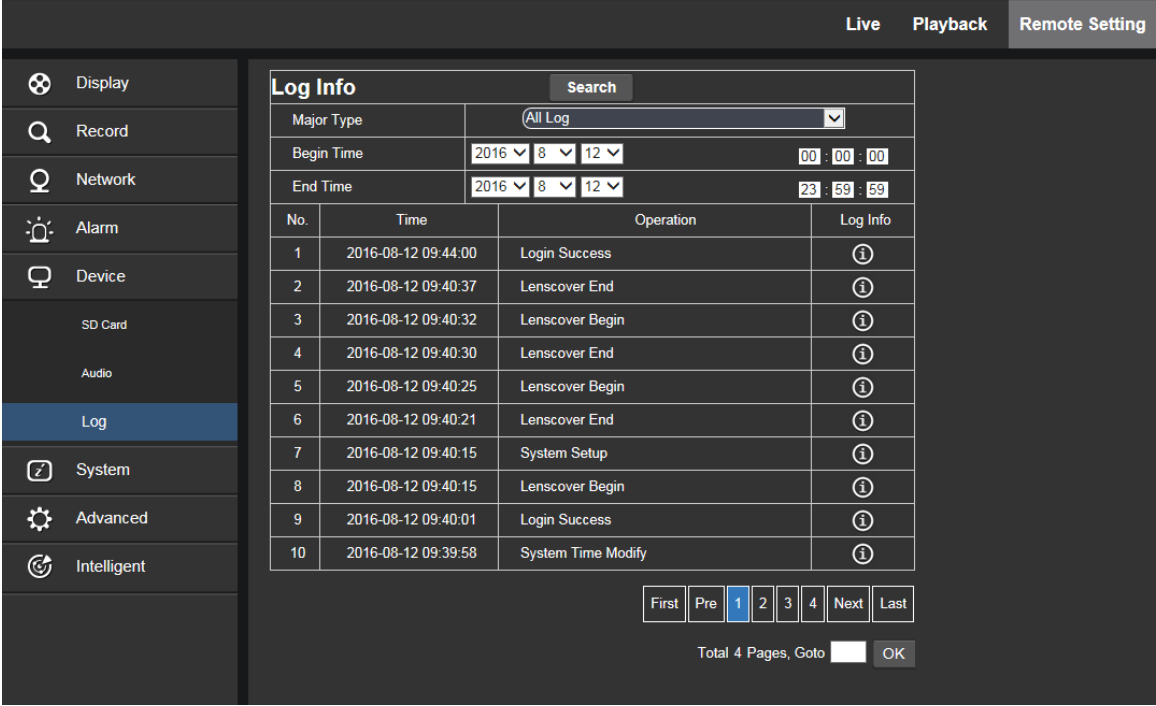 Live Playback Remote Setting
Display
Record
Network
Alarm
Device
SD Card
Audio
Log
System
Advanced
Intelligent
Log Info Search
Major Type All Log
Begin Time 2016 8 12 00 : 00 : 00
End Time 2016 8 12 23 : 59 : 59
No. Time Operation Log Info
1 2016-08-12 09:44:00 Login Success
2 2016-08-12 09:40:37 Lenscover End
3 2016-08-12 09:40:32 Lenscover Begin
4 2016-08-12 09:40:30 Lenscover End
5 2016-08-12 09:40:25 Lenscover Begin
6 2016-08-12 09:40:21 Lenscover End
7 2016-08-12 09:40:15 System Setup
8 2016-08-12 09:40:15 Lenscover Begin
9 2016-08-12 09:40:01 Login Success
10 2016-08-12 09:39:58 System Time Modify
First Pre 1 2 3 4 Next Last
Total 4 Pages, Goto OK